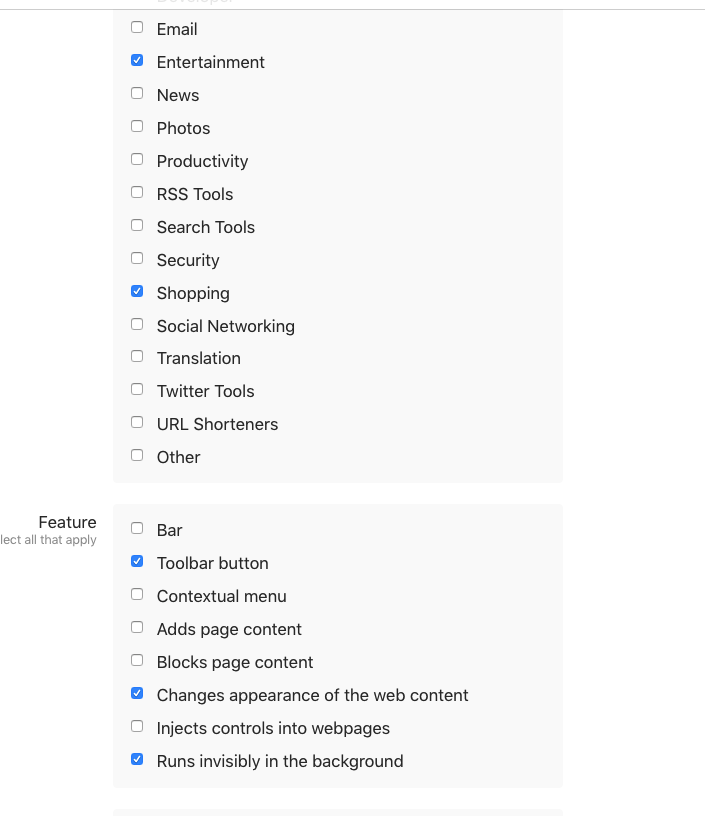 Email
Entertainment
News
Photos
Productivity
RSS Tools
Search Tools
Security
Shopping
Social Networking
Translation
Twitter Tools
URL Shorteners
Other
Feature
lect all that apply
Bar
Toolbar button
Contextual menu
Adds page content
Blocks page content
Changes appearance of the web content
Injects controls into webpages
Runs invisibly in the background